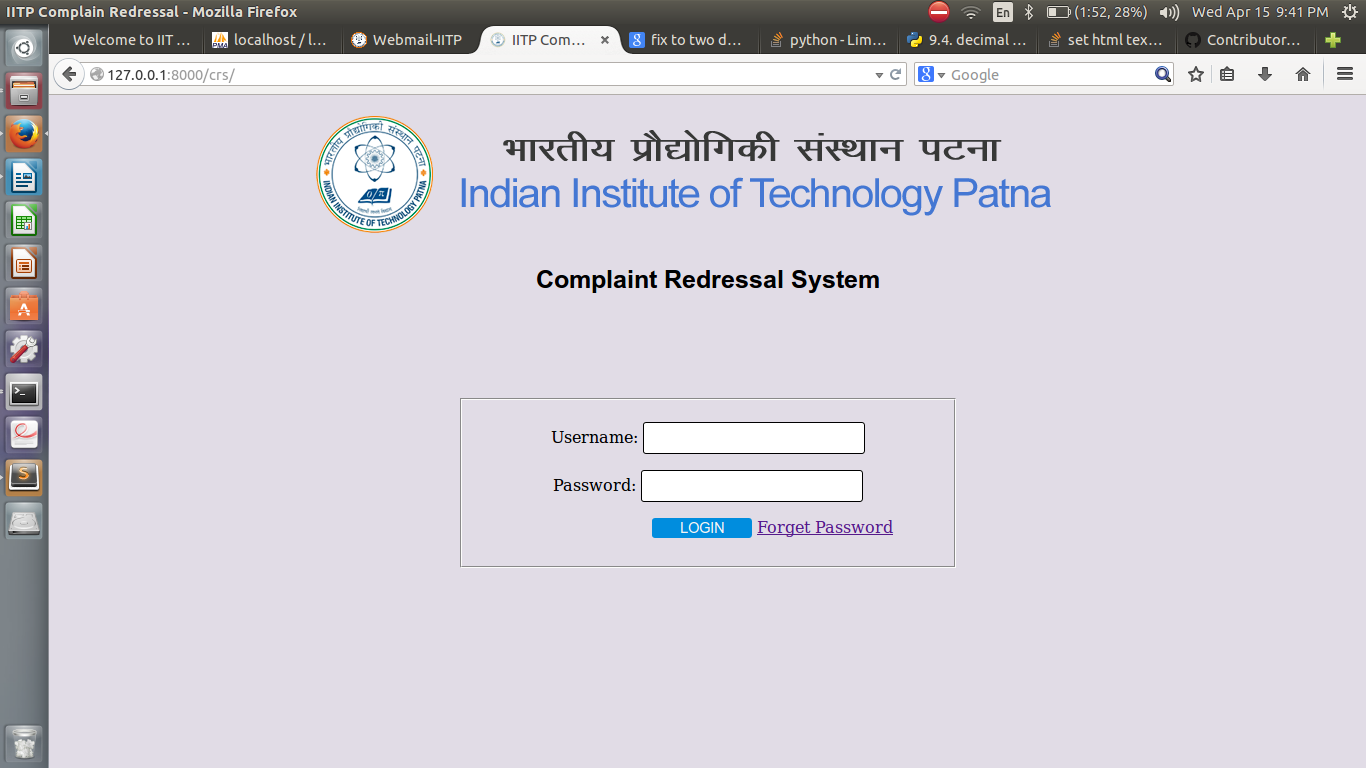 IITP Complain Redressal - Mozilla Firefox
En (1:52, 28%) Wed Apr 15 9:41 PM
Welcome to IIT ... localhost / l... Webmail-IITP IITP Com... fix to two d... python - Lim... 9.4. decimal ... set html tex... Contributor...
127.0.0.1:8000/crs/ Google
भारतीय प्रौद्योगिकी संस्थान पटना
Indian Institute of Technology Patna
भारतीय प्रौद्योगिकी संस्थान पटना
INDIAN INSTITUTE OF TECHNOLOGY PATNA
Complaint Redressal System
Username:
Password:
LOGIN Forget Password